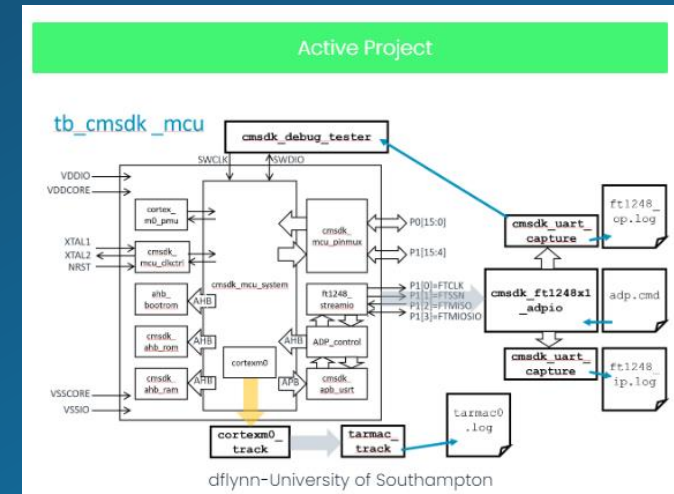 Active Project
tb_cmsdk _mcu
cmsdk_debug_tester
SWCLK
SWDIO
VDDIO
VDDCORE
cortex_
m0_pmu
XTAL1
XTAL2
NRST
cmsdk_
mcu_clkctrl
cmsdk_mcu_system
cmsdk_
mcu_pinmux
P0[15:0]
P1[15:4]
ahb_
bootrom
AHB
cmsdk_
ahb_rom
AHB
cmsdk_
ahb_ram
AHB
cortexm0
ft1248_
streamio
P1[0]=FTCLK
P1[1]=FTSSN
P1[2]=FTMISO
P1[3]=FTMIOSIO
AHB
ADP_control
APB
cmsdk_
apb_usrt
VSSCORE
VSSIO
cmsdk_uart_
capture
ft1248_
op.log
cmsdk_ft1248x1
_adpio
adp.cmd
cmsdk_uart_
capture
ft1248_
ip.log
cortexm0_
track
tarmac_
track
tarmac0
.log
dflynn-University of Southampton